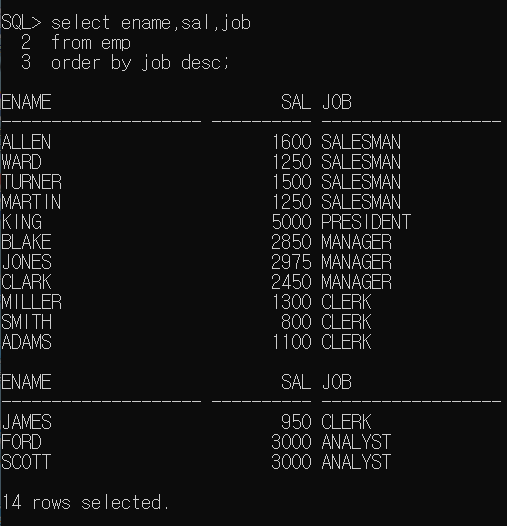 SQL> select ename,sal,job
  2  from emp
  3  order by job desc;
ENAME                       SAL JOB
-------------------- ---------- ------------------
ALLEN                      1600 SALESMAN
WARD                       1250 SALESMAN
TURNER                     1500 SALESMAN
MARTIN                     1250 SALESMAN
KING                       5000 PRESIDENT
BLAKE                      2850 MANAGER
JONES                      2975 MANAGER
CLARK                      2450 MANAGER
MILLER                     1300 CLERK
SMITH                       800 CLERK
ADAMS                      1100 CLERK
ENAME                       SAL JOB
-------------------- ---------- ------------------
JAMES                       950 CLERK
FORD                       3000 ANALYST
SCOTT                      3000 ANALYST
14 rows selected.